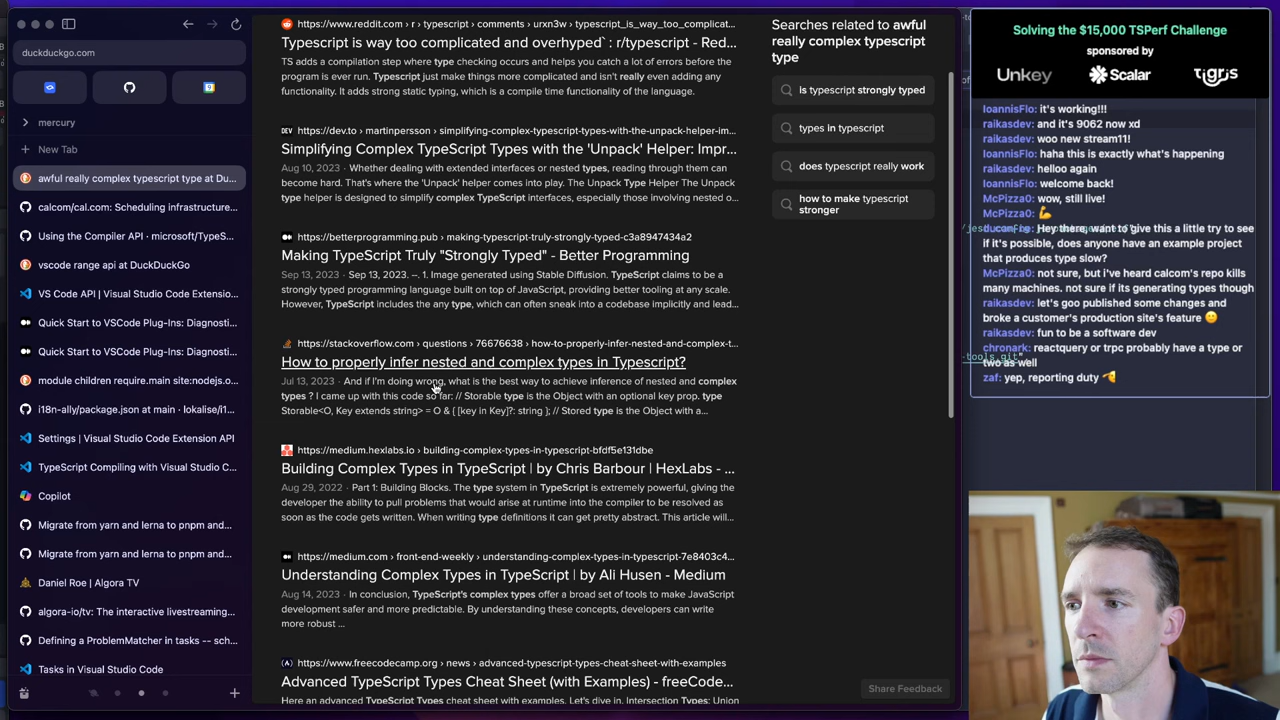 duckduckgo.com
mercury
New Tab
awful really complex typescript type at Du...
calcom/cal.com: Scheduling infrastructure...
Using the Compiler API · microsoft/TypeS...
vscode range api at DuckDuckGo
VS Code API | Visual Studio Code Extensio...
Quick Start to VSCode Plug-Ins: Diagnosti...
Quick Start to VSCode Plug-Ins: Diagnosti...
module children require.main site:nodejs.o...
i18n-ally/package.json at main · lokalise/i1...
Settings | Visual Studio Code Extension API
TypeScript Compiling with Visual Studio C...
Copilot
Migrate from yarn and lerna to pnpm and...
Migrate from yarn and lerna to pnpm and...
Daniel Roe | Algora TV
algora-io/tv: The interactive livestreaming...
Defining a ProblemMatcher in tasks -- sch...
Tasks in Visual Studio Code
https://www.reddit.com › r › typescript › comments › urxn3w › typescript_is_way_too_complicat...
Typescript is way too complicated and overhyped` : r/typescript - Red...
TS adds a compilation step where type checking occurs and helps you catch a lot of errors before the
program is ever run. Typescript just make things more complicated and isn't really even adding any
functionality. It adds strong static typing, which is a compile time functionality of the language.
DEV
https://dev.to › martinpersson › simplifying-complex-typescript-types-with-the-unpack-helper-im...
Simplifying Complex TypeScript Types with the 'Unpack' Helper: Impr...
Aug 10, 2023 · Whether dealing with extended interfaces or nested types, reading through them can
become hard. That's where the 'Unpack' helper comes into play. The Unpack Type Helper The Unpack
type helper is designed to simplify complex TypeScript interfaces, especially those involving nested o...
https://betterprogramming.pub › making-typescript-truly-strongly-typed-c3a8947434a2
Making TypeScript Truly "Strongly Typed" - Better Programming
Sep 13, 2023 · Sep 13, 2023. --. 1. Image generated using Stable Diffusion. TypeScript claims to be a
strongly typed programming language built on top of JavaScript, providing better tooling at any scale.
However, TypeScript includes the any type, which can often sneak into a codebase implicitly and lead...
https://stackoverflow.com › questions › 76676638 › how-to-properly-infer-nested-and-complex-t...
How to properly infer nested and complex types in Typescript?
Jul 13, 2023 · And if I'm doing wrong, what is the best way to achieve inference of nested and complex
types ? I came up with this code so far: // Storable type is the Object with an optional key prop. type
Storable<O, Key extends string> = O & { [key in Key]?: string }; // Stored type is the Object with a...
https://medium.hexlabs.io › building-complex-types-in-typescript-bfdf5e131dbe
Building Complex Types in TypeScript | by Chris Barbour | HexLabs - ...
Aug 29, 2022 · Part 1: Building Blocks. The type system in TypeScript is extremely powerful, giving the
developer the ability to pull problems that would arise at runtime into the compiler to be resolved as
soon as the code gets written. When writing type definitions it can get pretty abstract. This article will...
https://medium.com › front-end-weekly › understanding-complex-types-in-typescript-7e8403c4...
Understanding Complex Types in TypeScript | by Ali Husen - Medium
Aug 14, 2023 · In conclusion, TypeScript's complex types offer a broad set of tools to make JavaScript
development safer and more predictable. By understanding these concepts, developers can write
more robust ...
https://www.freecodecamp.org › news › advanced-typescript-types-cheat-sheet-with-examples
Advanced TypeScript Types Cheat Sheet (with Examples) - freeCode...
Here an advanced TypeScript Types cheat sheet with examples. Let's dive in. Intersection Types: Union
Searches related to awful
really complex typescript
type
is typescript strongly typed
types in typescript
does typescript really work
how to make typescript
stronger
Share Feedback
Solving the $15,000 TSPerf Challenge
sponsored by
Unkey
Scalar
tigris
IoannisFlo: it's working!!!
raikasdev: and it's 9062 now xd
raikasdev: woo new stream11!
IoannisFlo: haha this is exactly what's happening
raikasdev: helloo again
IoannisFlo: welcome back!
McPizza0: wow, still live!
McPizza0: 💪
Hey there, want to give this a little try to see
if it's possible, does anyone have an example project
that produces type slow?
McPizza0: not sure, but i've heard calcom's repo kills
many machines. not sure if its generating types though
raikasdev: let's goo published some changes and
broke a customer's production site's feature 🙂
raikasdev: fun to be a software dev
chronark: reactquery or trpc probably have a type or
two as well
zaf: yep, reporting duty 🫡